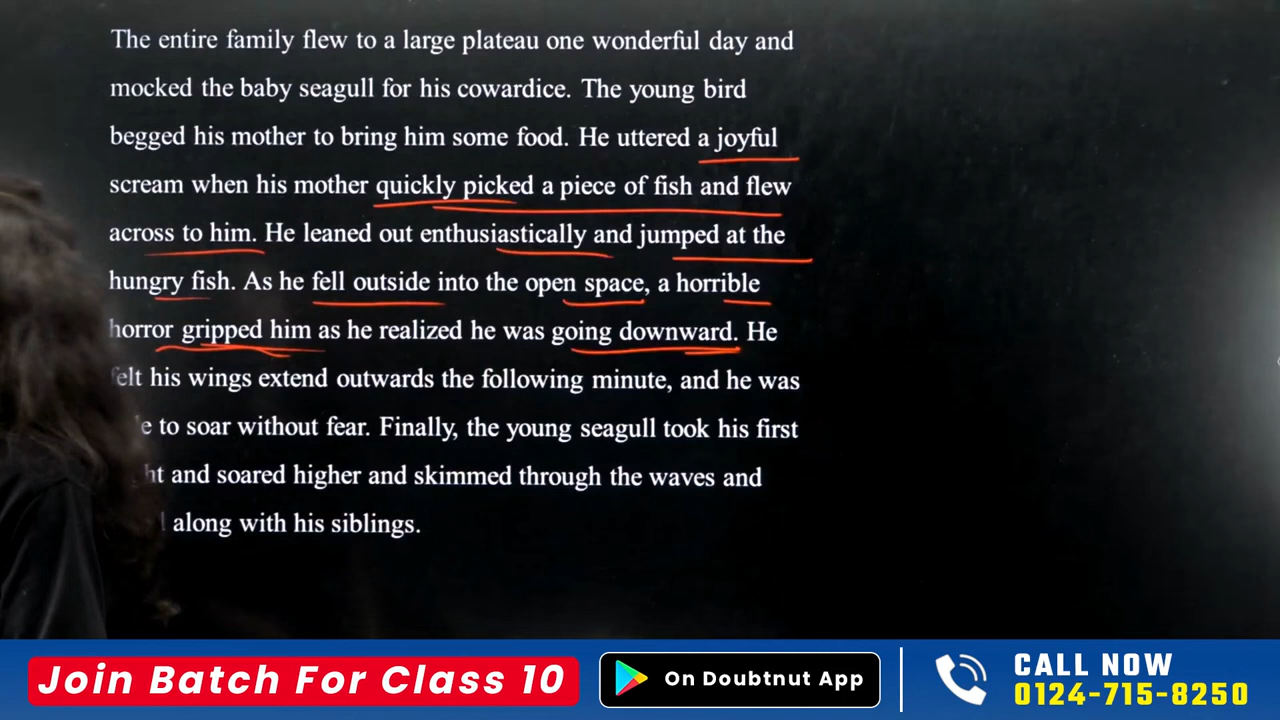 The entire family flew to a large plateau one wonderful day and
mocked the baby seagull for his cowardice. The young bird
begged his mother to bring him some food. He uttered a joyful
scream when his mother quickly picked a piece of fish and flew
across to him. He leaned out enthusiastically and jumped at the
hungry fish. As he fell outside into the open space, a horrible
horror gripped him as he realized he was going downward. He
his wings extend outwards the following minute, and he was
to soar without fear. Finally, the young seagull took his first
and soared higher and skimmed through the waves and
along with his siblings.
Join Batch For Class 10
On Doubtnut App
CALL NOW
0124-715-8250